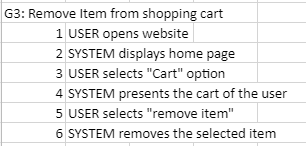 G3: Remove Item from shopping cart
1 USER opens website
2 SYSTEM displays home page
3 USER selects "Cart" option
4 SYSTEM presents the cart of the user
5 USER selects "remove item"
6 SYSTEM removes the selected item